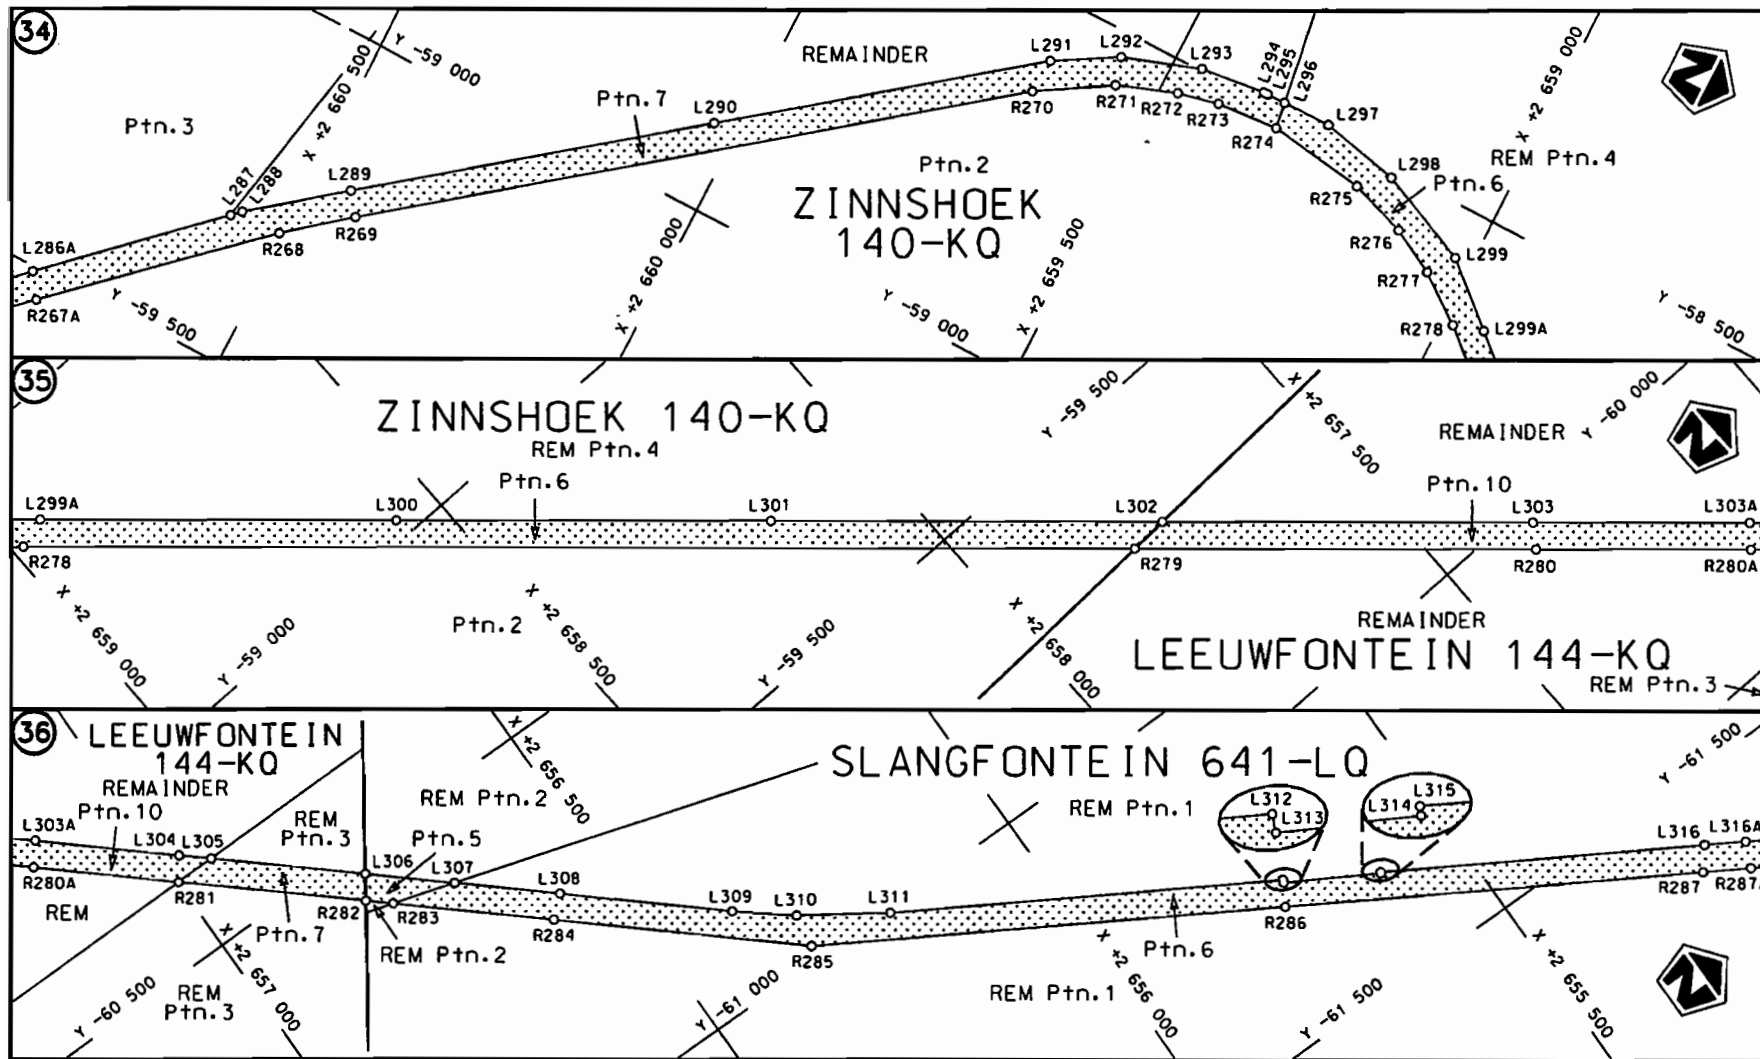 34
Y -59 000
REMAINDER
L291
L292
L293
L294
L295
L296
X +2 659 000
X +2 660 500
Ptn.7
L290
R270
R271
R272
R273
R274
L297
Ptn.3
Ptn.2
L298
REM Ptn.4
Ptn.6
L287
L288
L289
ZINNSHOEK
140-KQ
R275
R276
R268
R269
L286A
L299
R277
R267A
Y -59 500
X +2 660 000
Y -59 000
X +2 659 500
R278
L299A
Y -58 500
35
ZINNSHOEK 140-KQ
REM Ptn.4
Y -59 500
X +2 657 500
REMAINDER
Y -60 000
Ptn.6
Ptn.10
L299A
L300
L301
L302
L303
L303A
R278
R279
R280
R280A
X +2 659 000
Y -59 000
Ptn.2
X +2 658 500
Y -59 500
X +2 658 000
REMAINDER
LEEUWFONTEIN 144-KQ
REM Ptn.3
36
LEEUWFONTEIN
144-KQ
REMAINDER
Ptn.10
X +2 656 500
SLANGFONTEIN 641-LQ
Y -61 500
REM Ptn.2
REM Ptn.1
L312
L313
L314
L315
L303A
L304
L305
REM
Ptn.3
Ptn.5
L306
L307
L308
L309
L310
L311
L316
L316A
R280A
R281
R282
R283
R284
R285
R286
R287
R287A
REM
Ptn.7
REM Ptn.2
Ptn.6
Y -60 500
REM
Ptn.3
X +2 657 000
Y -61 000
REM Ptn.1
X +2 656 000
Y -61 500
X +2 655 500